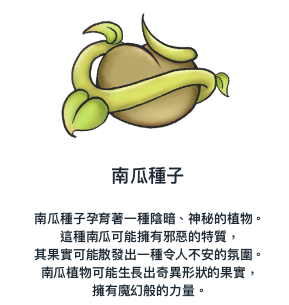 南瓜種子
南瓜種子孕育著一種陰暗、神秘的植物。
這種南瓜可能擁有邪惡的特質，
其果實可能散發出一種令人不安的氛圍。
南瓜植物可能生長出奇異形狀的果實，
擁有魔幻般的力量。